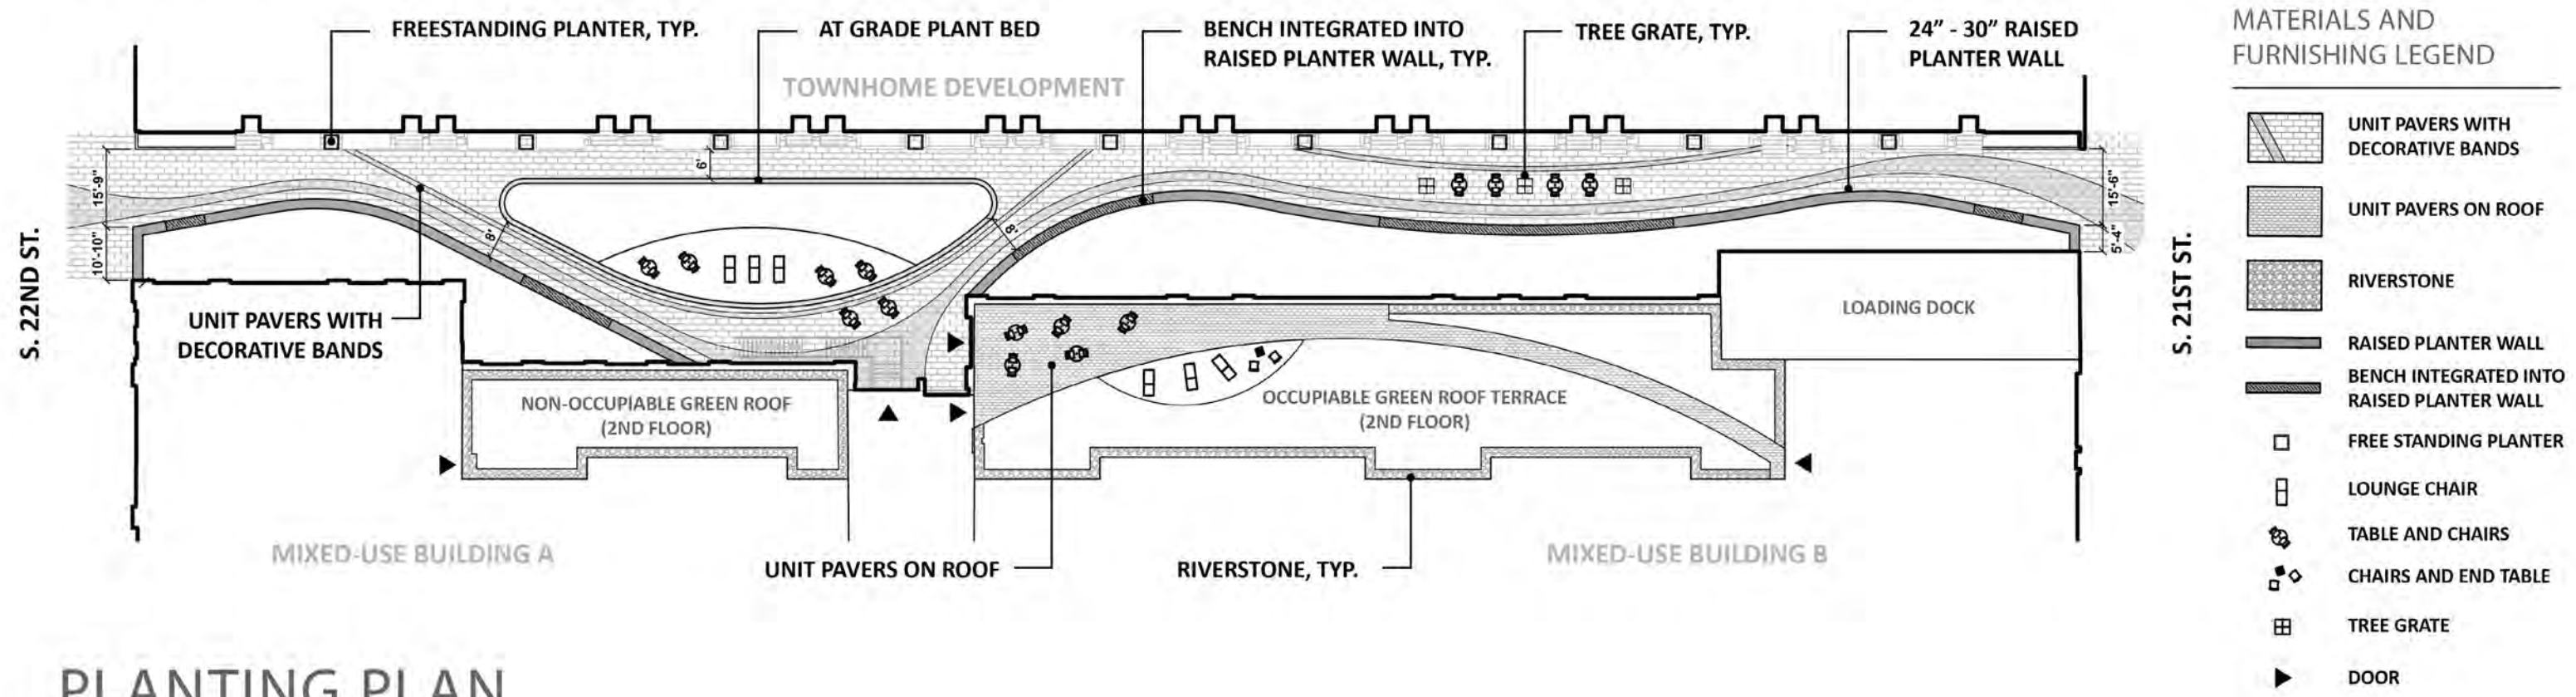 FREESTANDING PLANTER, TYP.
AT GRADE PLANT BED
BENCH INTEGRATED INTO
RAISED PLANTER WALL, TYP.
TREE GRATE, TYP.
24” - 30” RAISED
PLANTER WALL
TOWNHOME DEVELOPMENT
S. 22ND ST.
15'-9"
10'-10"
6'
8'
8'
15'-6"
5'-4"
S. 21ST ST.
UNIT PAVERS WITH
DECORATIVE BANDS
LOADING DOCK
NON-OCCUPIABLE GREEN ROOF
(2ND FLOOR)
OCCUPIABLE GREEN ROOF TERRACE
(2ND FLOOR)
MIXED-USE BUILDING A
UNIT PAVERS ON ROOF
RIVERSTONE, TYP.
MIXED-USE BUILDING B
MATERIALS AND
FURNISHING LEGEND
UNIT PAVERS WITH
DECORATIVE BANDS
UNIT PAVERS ON ROOF
RIVERSTONE
RAISED PLANTER WALL
BENCH INTEGRATED INTO
RAISED PLANTER WALL
FREE STANDING PLANTER
LOUNGE CHAIR
TABLE AND CHAIRS
CHAIRS AND END TABLE
TREE GRATE
DOOR
PLANTING PLAN